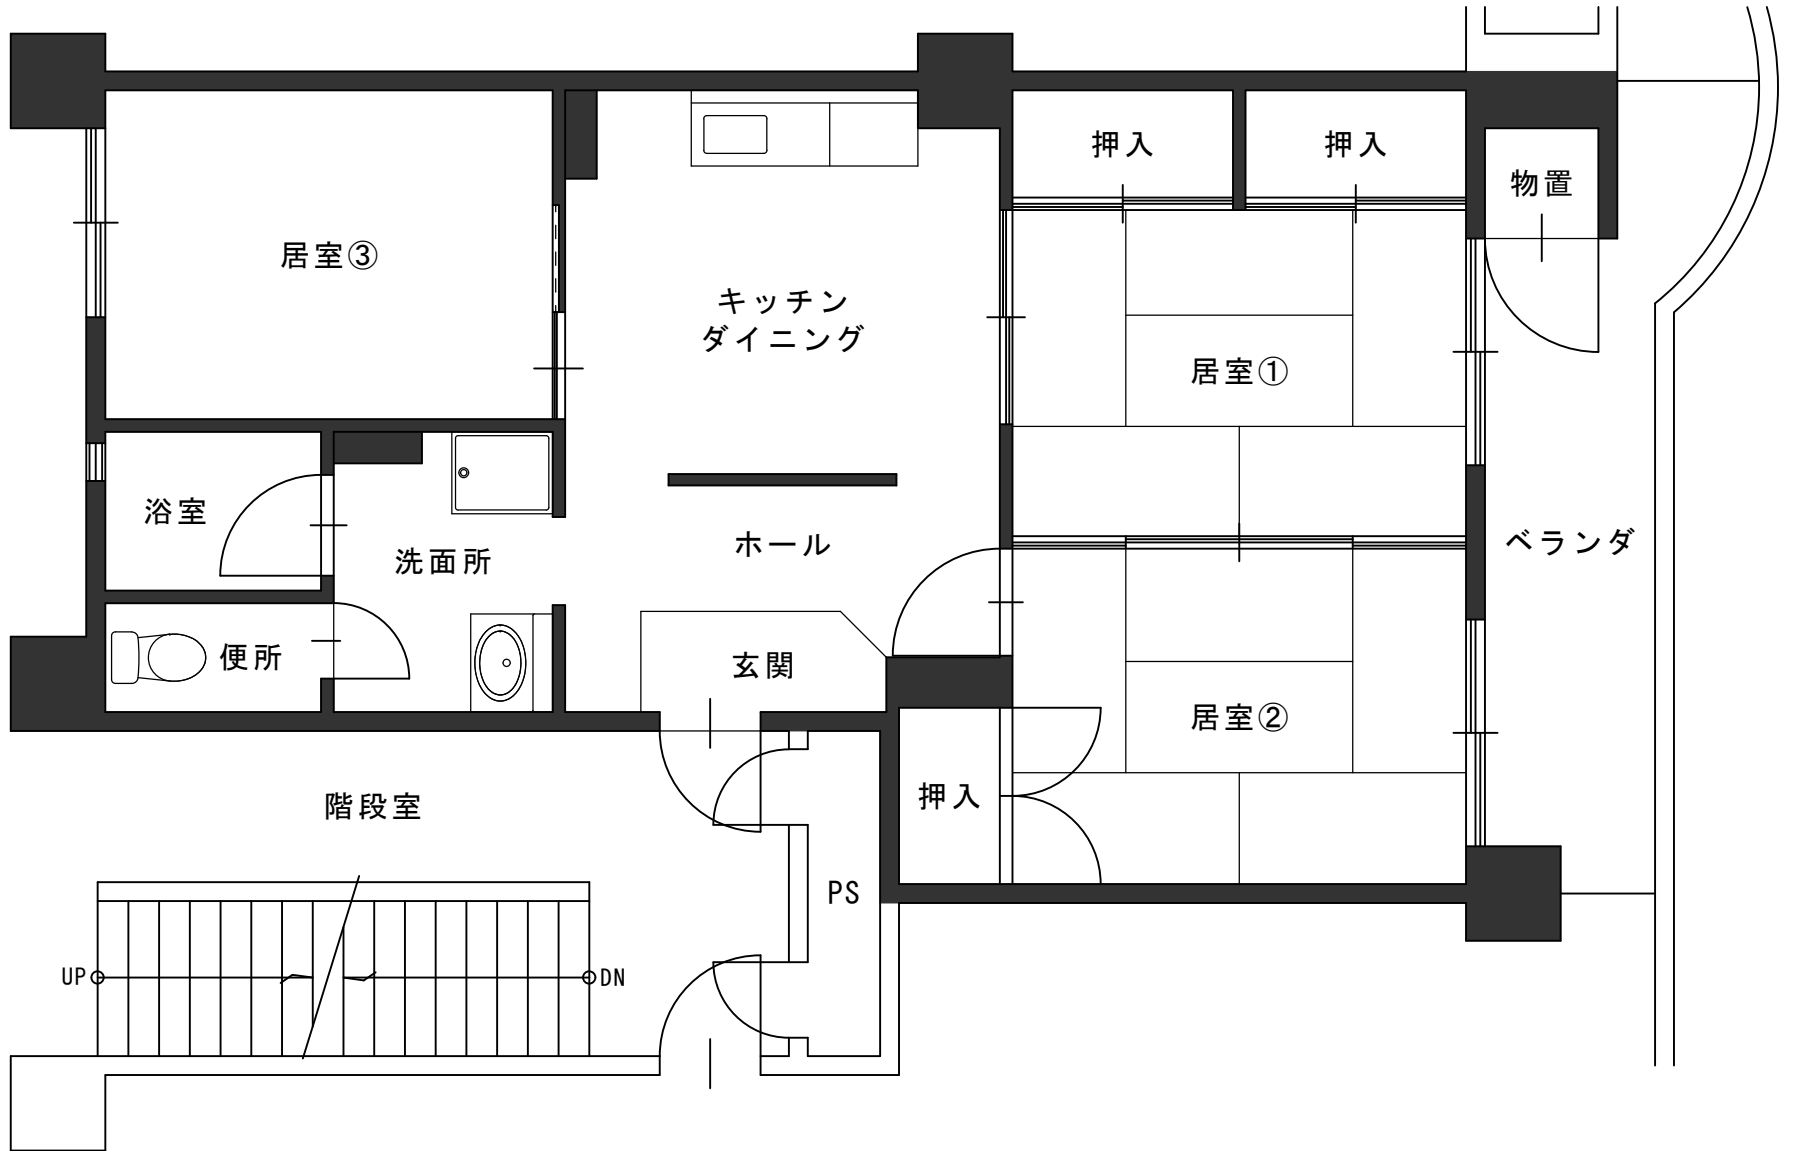 押入
押入
物置
居室③
キッチン
ダイニング
居室①
浴室
洗面所
ホール
ベランダ
便所
玄関
居室②
階段室
押入
PS
UP
DN